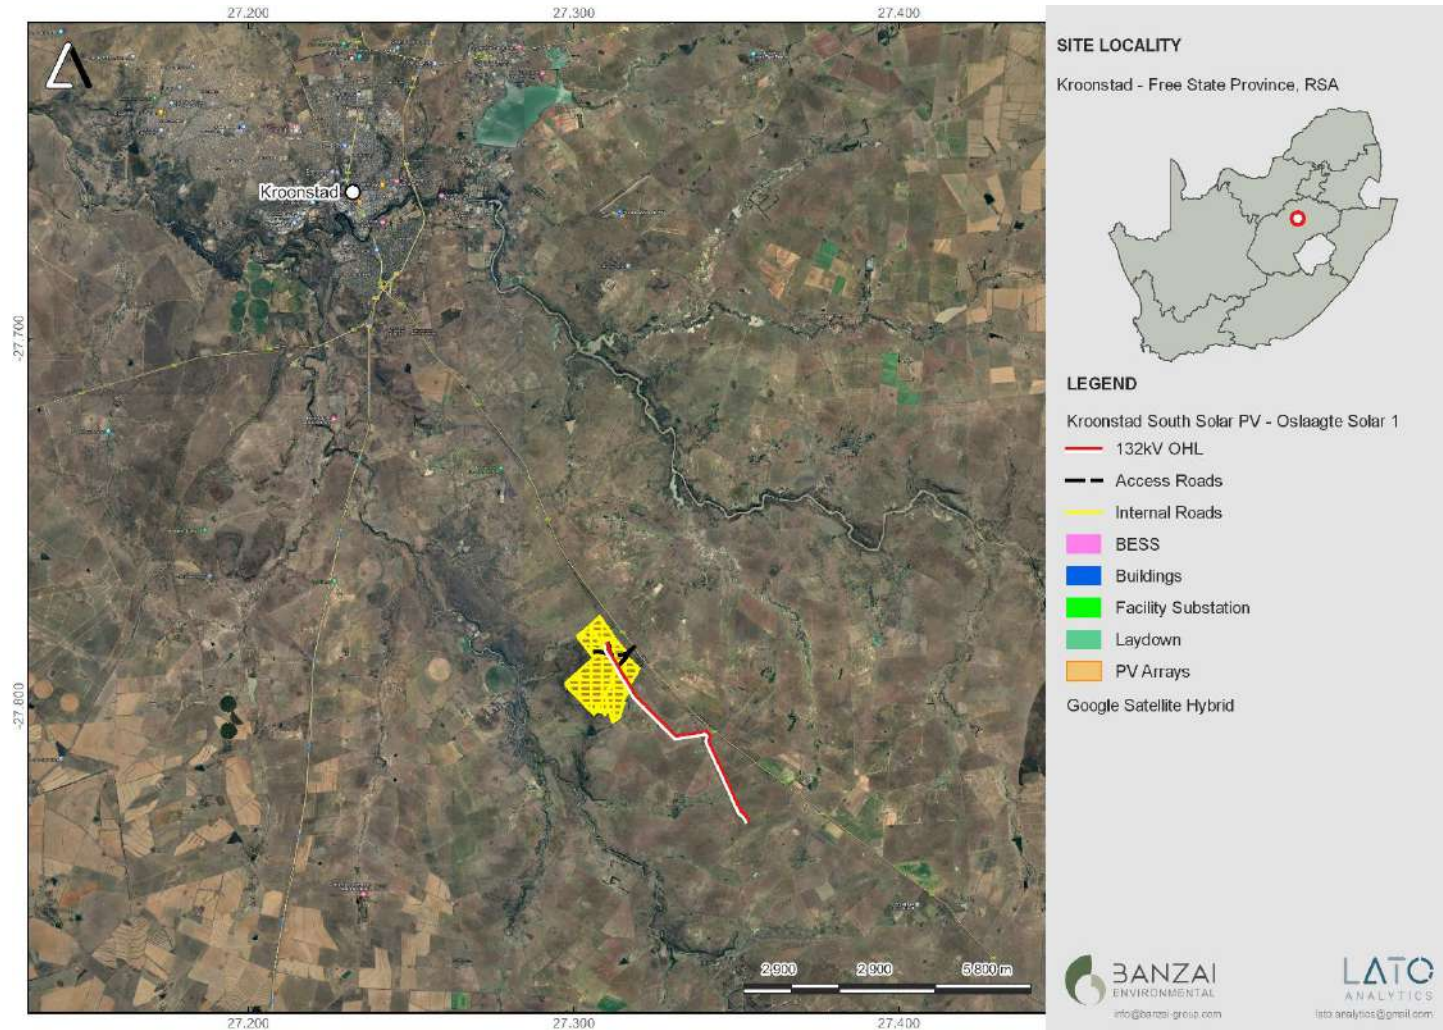 27.200
27.300
27.400
SITE LOCALITY
Kroonstad - Free State Province, RSA
Kroonstad
-27.700
-27.800
LEGEND
Kroonstad South Solar PV - Oslaagte Solar 1
132kV OHL
Access Roads
Internal Roads
BESS
Buildings
Facility Substation
Laydown
PV Arrays
Google Satellite Hybrid
2 900
2 900
5 800 m
BANZAI
ENVIRONMENTAL
info@banzai-group.com
LATO
ANALYTICS
lato.analytics@gmail.com
27.200
27.300
27.400